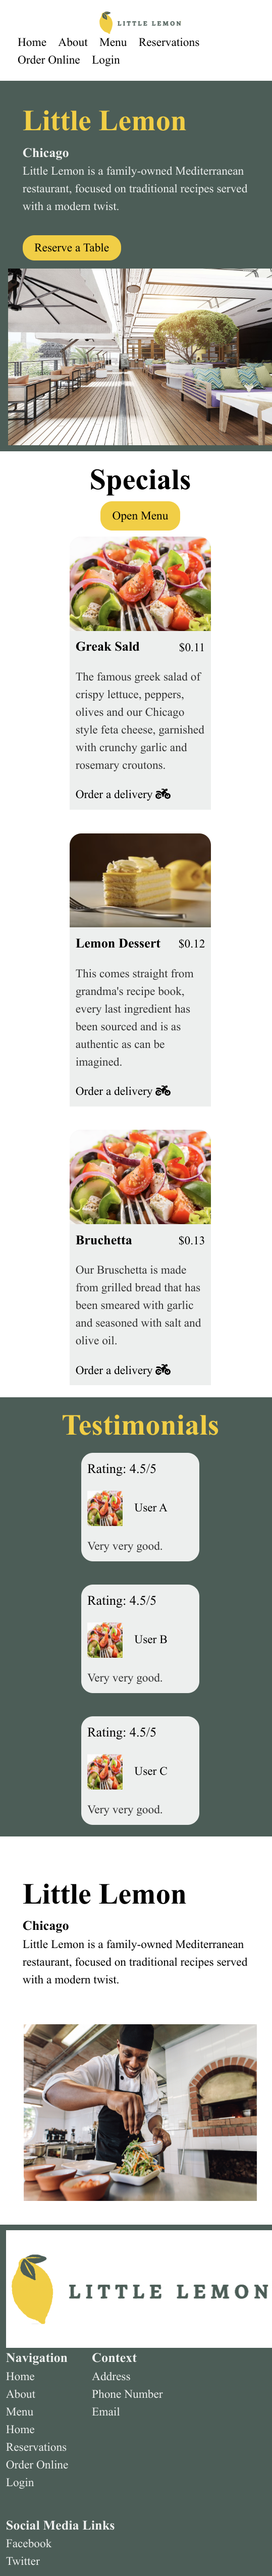 LITTLE LEMON
Home About Menu Reservations
Order Online Login
Little Lemon
Chicago
Little Lemon is a family-owned Mediterranean
restaurant, focused on traditional recipes served
with a modern twist.
Reserve a Table
Specials
Open Menu
Greak Sald $0.11
The famous greek salad of
crispy lettuce, peppers,
olives and our Chicago
style feta cheese, garnished
with crunchy garlic and
rosemary croutons.
Order a delivery
Lemon Dessert $0.12
This comes straight from
grandma's recipe book,
every last ingredient has
been sourced and is as
authentic as can be
imagined.
Order a delivery
Bruchetta $0.13
Our Bruschetta is made
from grilled bread that has
been smeared with garlic
and seasoned with salt and
olive oil.
Order a delivery
Testimonials
Rating: 4.5/5
User A
Very very good.
Rating: 4.5/5
User B
Very very good.
Rating: 4.5/5
User C
Very very good.
Little Lemon
Chicago
Little Lemon is a family-owned Mediterranean
restaurant, focused on traditional recipes served
with a modern twist.
LITTLE LEMON
Navigation
Home
About
Menu
Home
Reservations
Order Online
Login
Context
Address
Phone Number
Email
Social Media Links
Facebook
Twitter